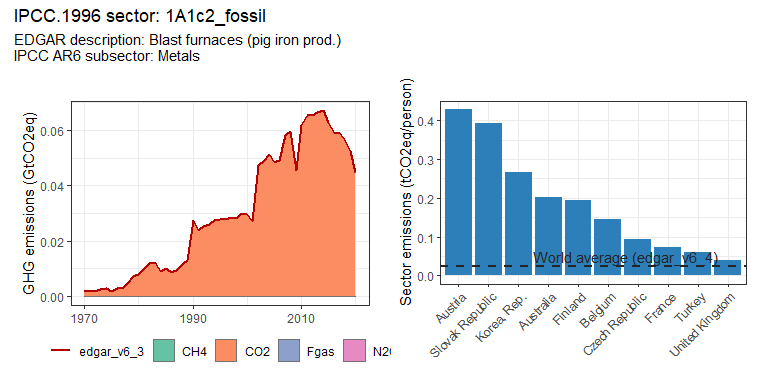 IPCC.1996 sector: 1A1c2_fossil
EDGAR description: Blast furnaces (pig iron prod.)
IPCC AR6 subsector: Metals
GHG emissions (GtCO2eq)
0.06
0.04
0.02
0.00
1970
1990
2010
edgar_v6_3
CH4
CO2
Fgas
Sector emissions (tCO2eq/person)
0.4
0.3
0.2
0.1
0.0
World average (edgar_v6_4)
Austria
Slovak Republic
Korea, Rep.
Australia
Finland
Belgium
Czech Republic
France
Turkey
United Kingdom